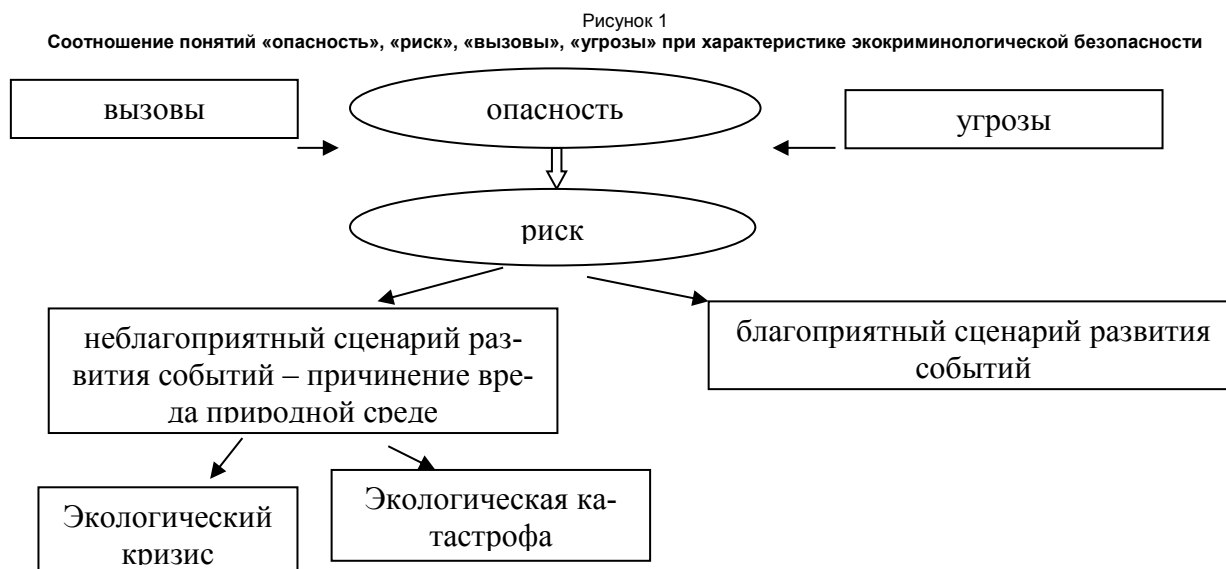 Рисунок 1
Соотношение понятий «опасность», «риск», «вызовы», «угрозы» при характеристике экокриминологической безопасности
вызовы
опасность
угрозы
риск
неблагоприятный сценарий раз-
вития событий – причинение вре-
да природной среде
благоприятный сценарий развития
событий
Экологический
кризис
Экологическая ка-
тастрофа